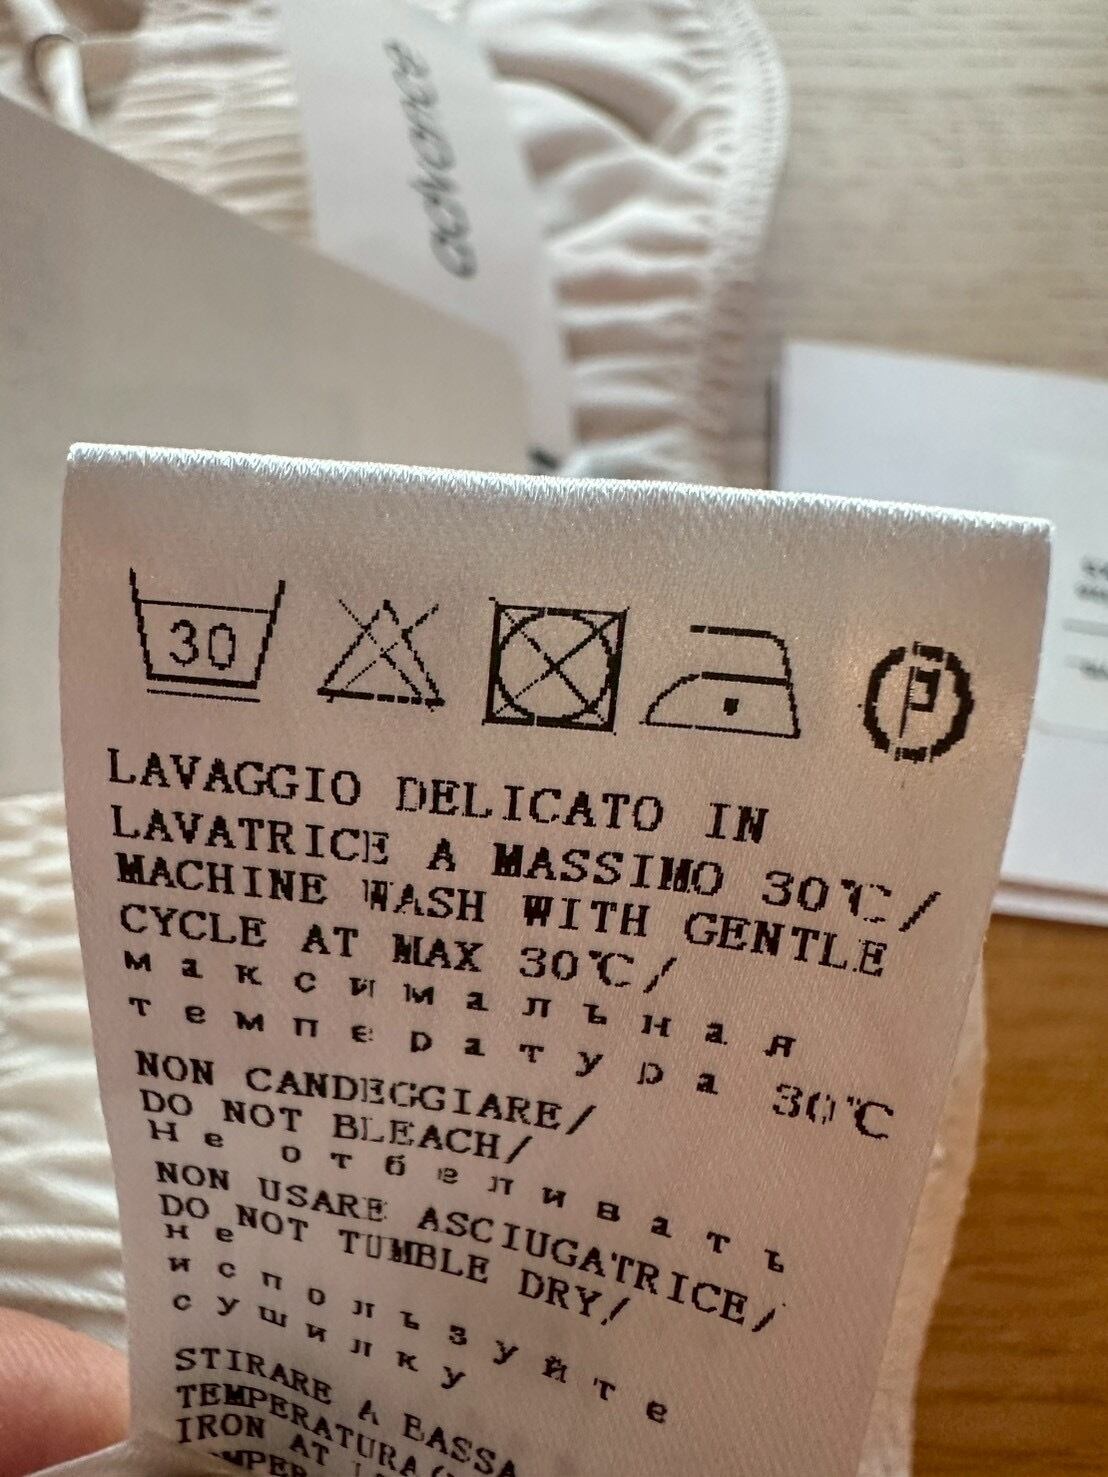 advance
30
P
LAVAGGIO DELICATO IN
LAVATRICE A MASSIMO 30℃/
MACHINE WASH WITH GENTLE
CYCLE AT MAX 30℃/
максимальная
температура 30℃
NON CANDEGGIARE/
DO NOT BLEACH/
Не отбеливать
NON USARE ASCIUGATRICE/
DO NOT TUMBLE DRY/
не
используйте
сушилку
STIRARE A BASSA
TEMPERATURA
IRON AT